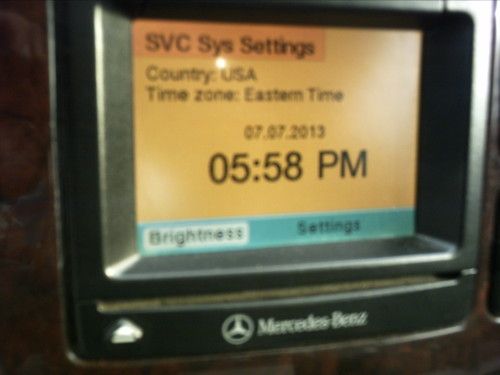 SVC Sys Settings
Country: USA
Time zone: Eastern Time
07.07.2013
05:58 PM
Brightness Settings
Mercedes-Benz